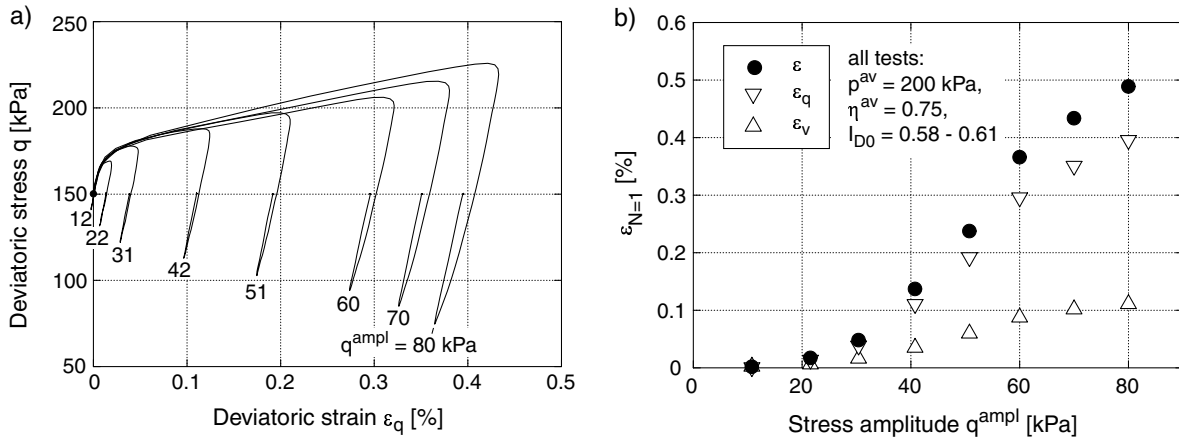 a)
250
200
150
100
50
Deviatoric stress q [kPa]
12
22
31
42
51
60
70
q^ampl = 80 kPa
0
0.1
0.2
0.3
0.4
0.5
Deviatoric strain ε_q [%]
b)
0.6
0.5
0.4
0.3
0.2
0.1
0
ε_N=1 [%]
ε
ε_q
ε_v
all tests:
p^av = 200 kPa,
η^av = 0.75,
I_D0 = 0.58 - 0.61
0
20
40
60
80
Stress amplitude q^ampl [kPa]